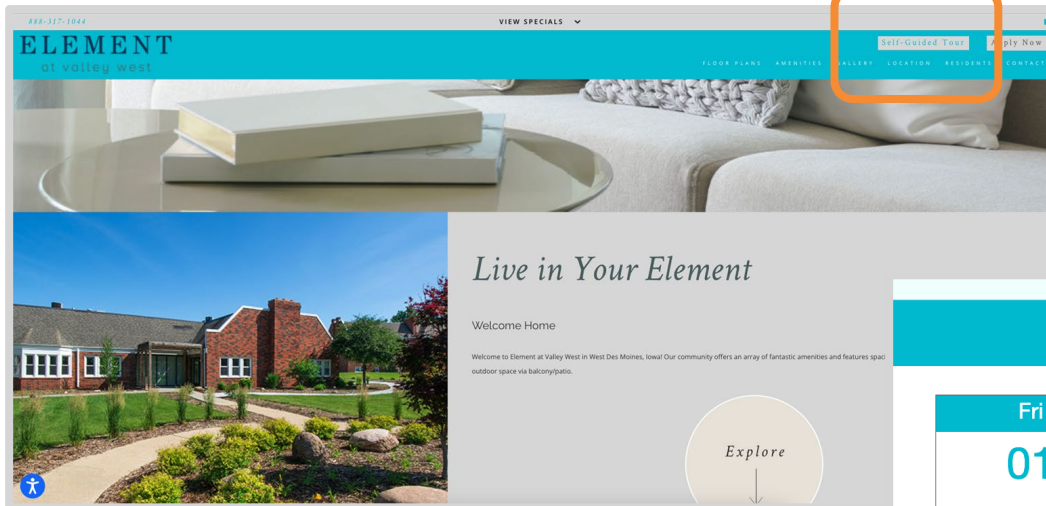 888-317-1044
VIEW SPECIALS
ELEMENT
at valley west
Self-Guided Tour
Apply Now
FLOOR PLANS AMENITIES GALLERY LOCATION RESIDENTS CONTACT
Live in Your Element
Welcome Home
Welcome to Element at Valley West in West Des Moines, Iowa! Our community offers an array of fantastic amenities and features spaci
outdoor space via balcony/patio.
Explore
Fri
01